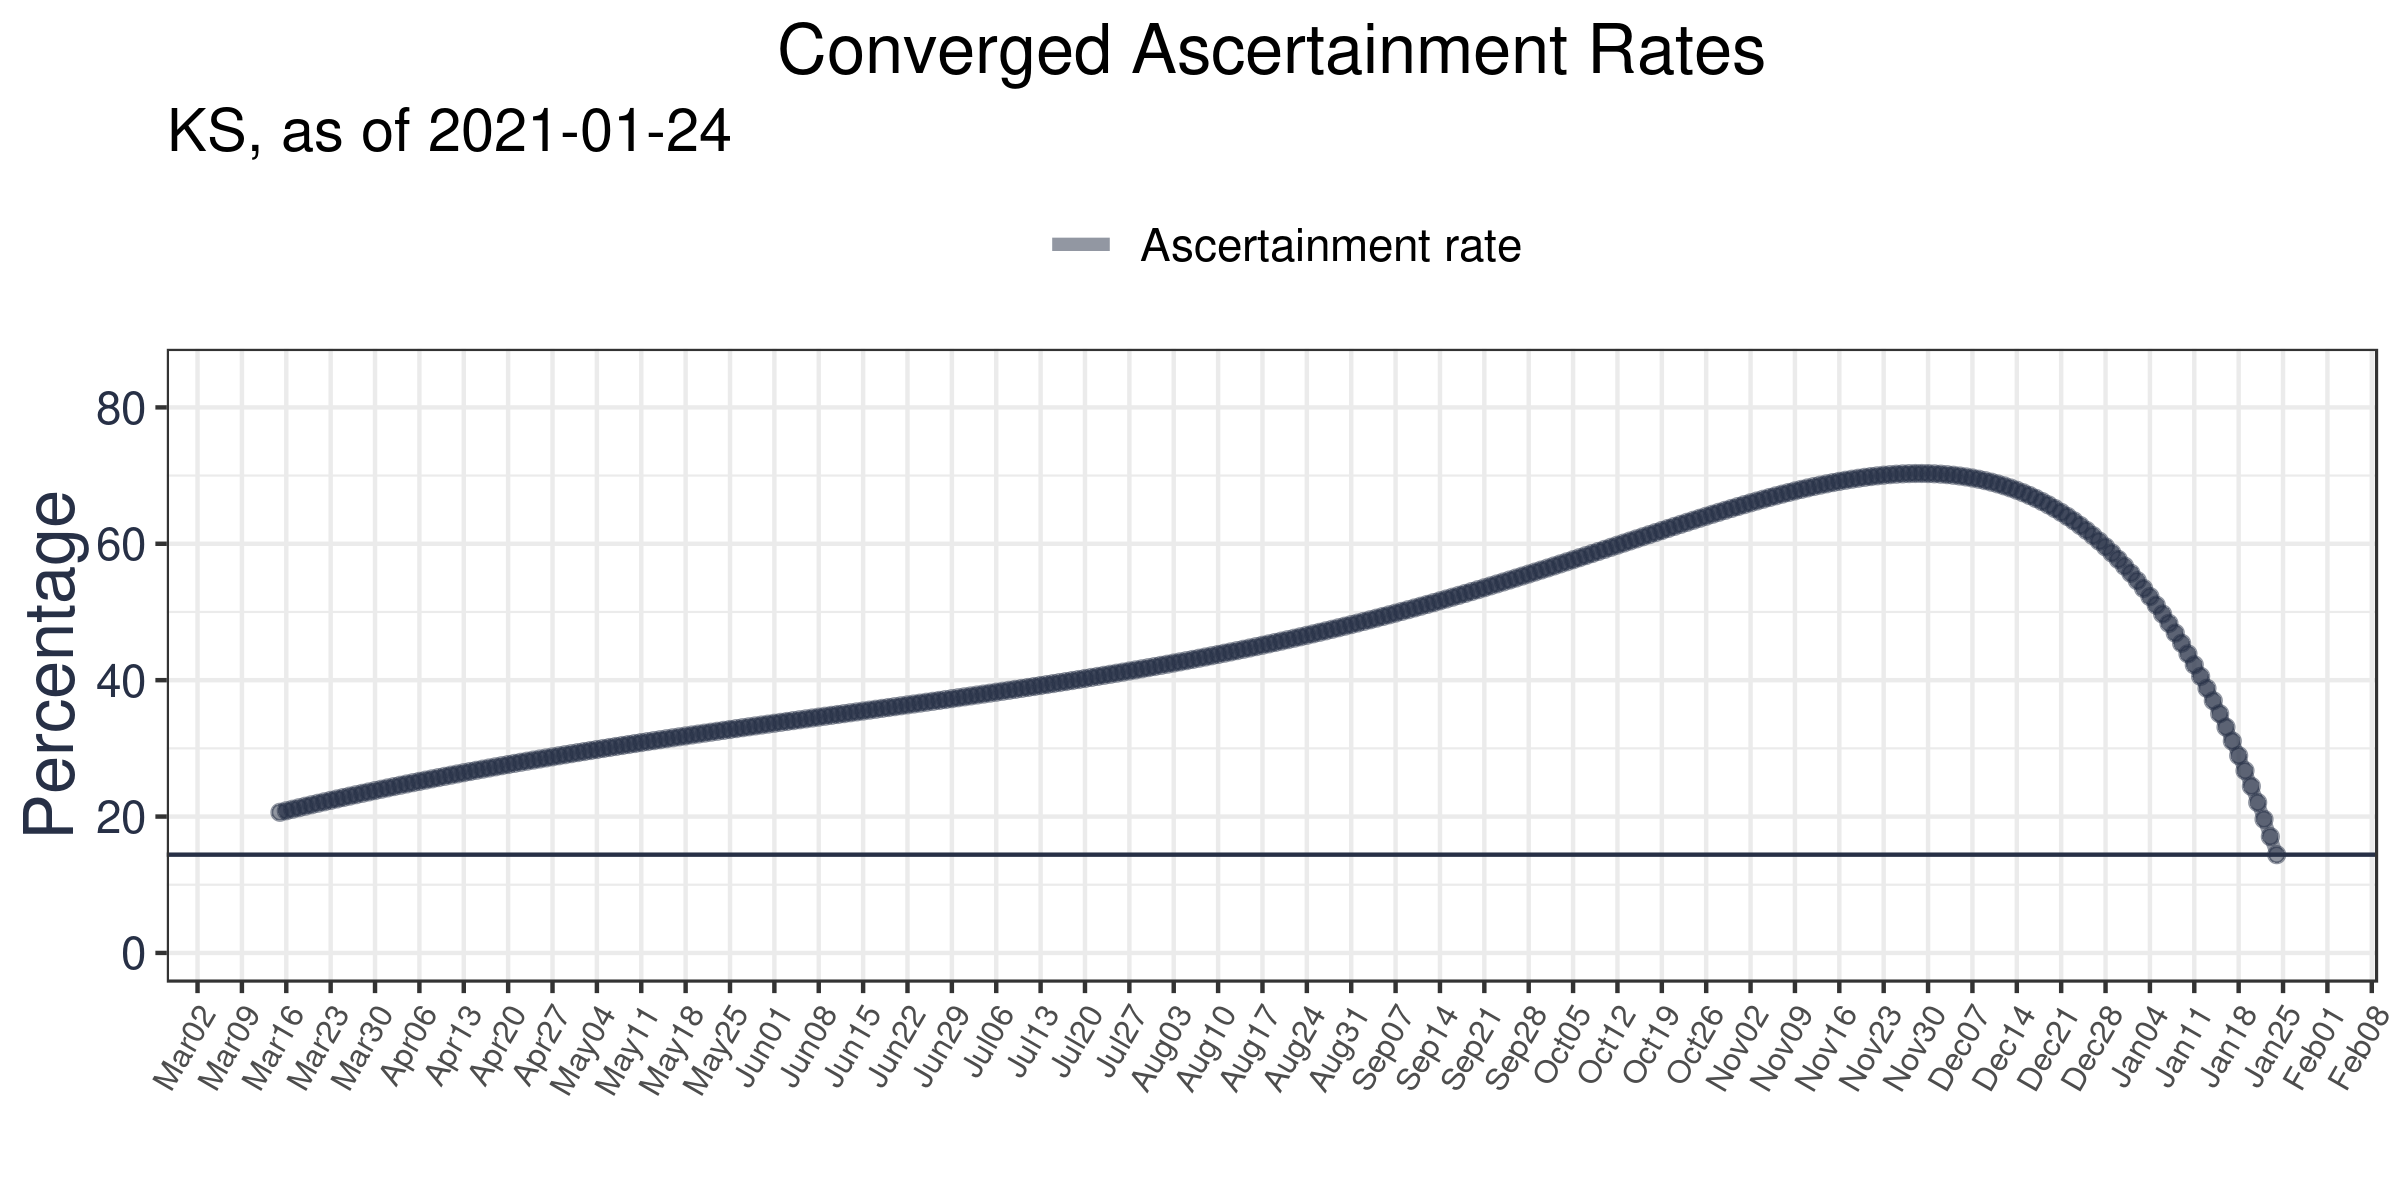 Converged Ascertainment Rates
KS, as of 2021-01-24
Ascertainment rate
Percentage
80
60
40
20
0
Mar02 Mar09 Mar16 Mar23 Mar30 Apr06 Apr13 Apr20 Apr27 May04 May11 May18 May25 Jun01 Jun08 Jun15 Jun22 Jun29 Jul06 Jul13 Jul20 Jul27 Aug03 Aug10 Aug17 Aug24 Aug31 Sep07 Sep14 Sep21 Sep28 Oct05 Oct12 Oct19 Oct26 Nov02 Nov09 Nov16 Nov23 Nov30 Dec07 Dec14 Dec21 Dec28 Jan04 Jan11 Jan18 Jan25 Feb01 Feb08